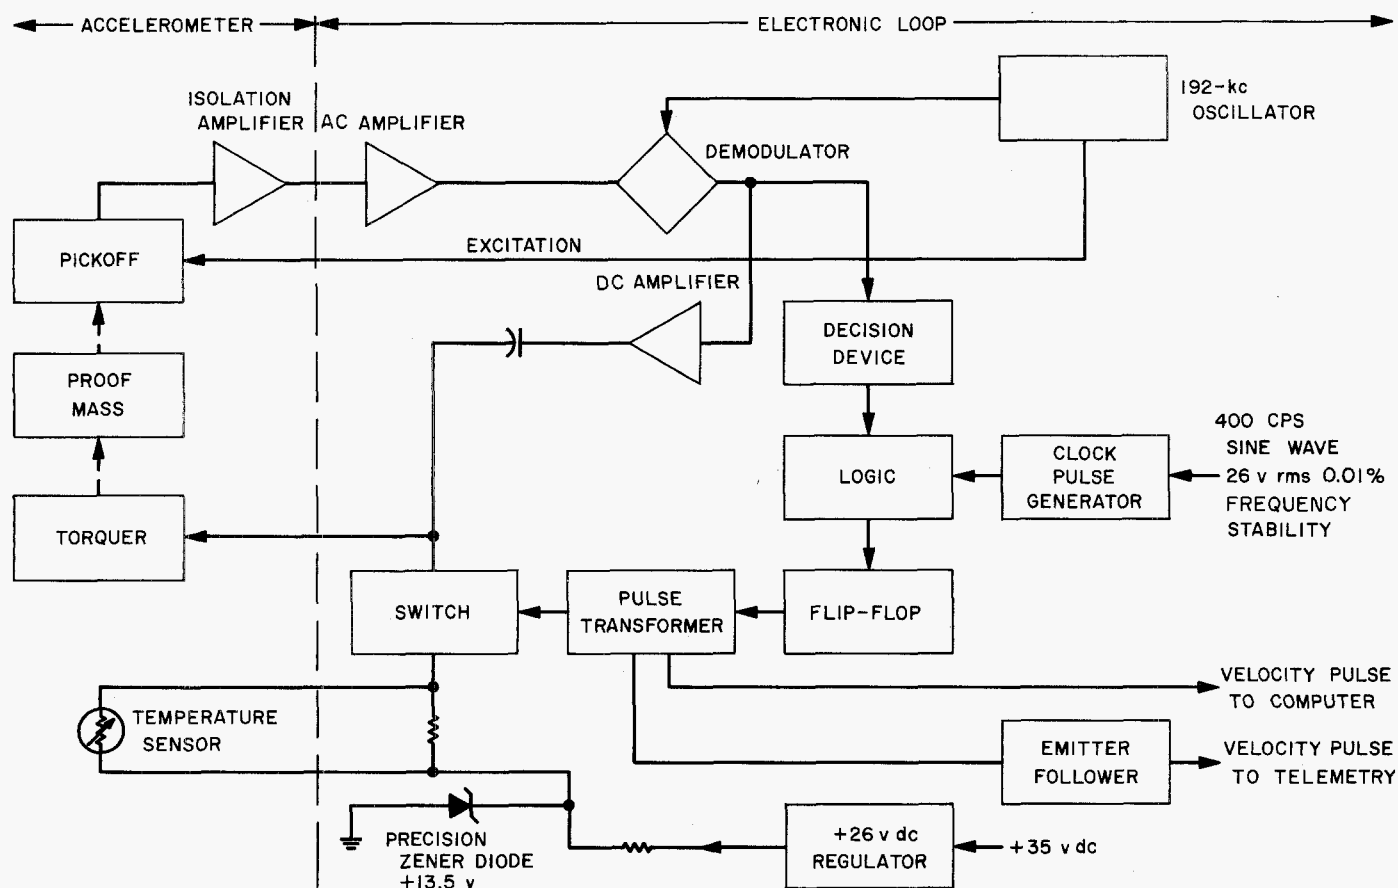 ACCELEROMETER
ELECTRONIC LOOP
ISOLATION
AMPLIFIER
AC AMPLIFIER
DEMODULATOR
192-kc
OSCILLATOR
PICKOFF
EXCITATION
DC AMPLIFIER
DECISION
DEVICE
PROOF
MASS
LOGIC
CLOCK
PULSE
GENERATOR
400 CPS
SINE WAVE
26 v rms 0.01%
FREQUENCY
STABILITY
TORQUER
SWITCH
PULSE
TRANSFORMER
FLIP-FLOP
VELOCITY PULSE
TO COMPUTER
TEMPERATURE
SENSOR
EMITTER
FOLLOWER
VELOCITY PULSE
TO TELEMETRY
PRECISION
ZENER DIODE
+13.5 v
+26 v dc
REGULATOR
+35 v dc